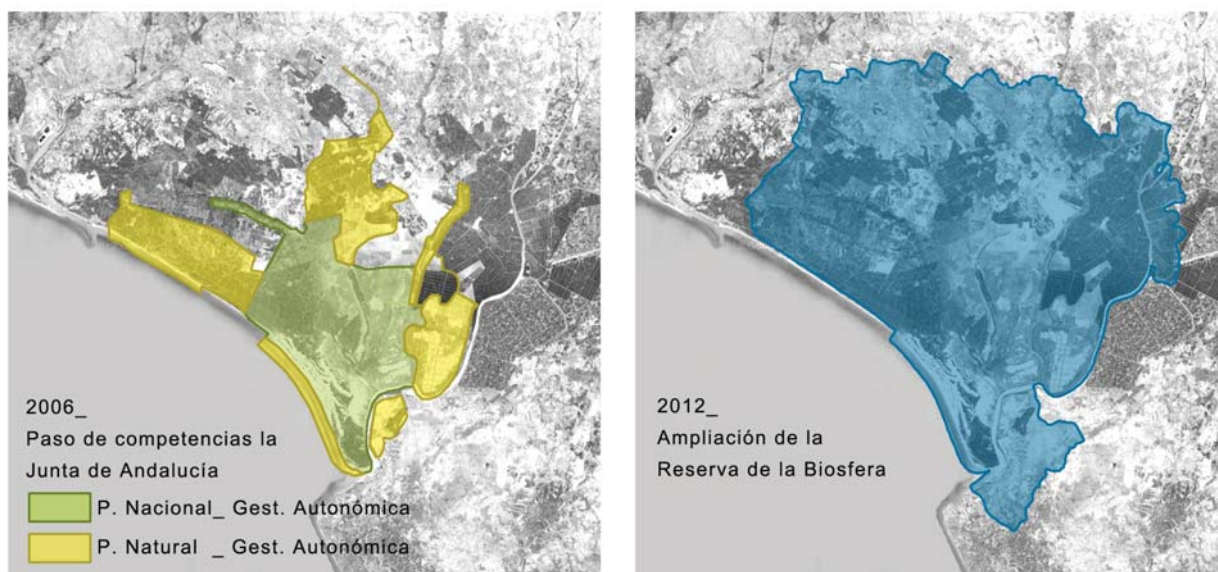 2006_
Paso de competencias la
Junta de Andalucía
P. Nacional_ Gest. Autonómica
P. Natural _ Gest. Autonómica
2012_
Ampliación de la
Reserva de la Biosfera